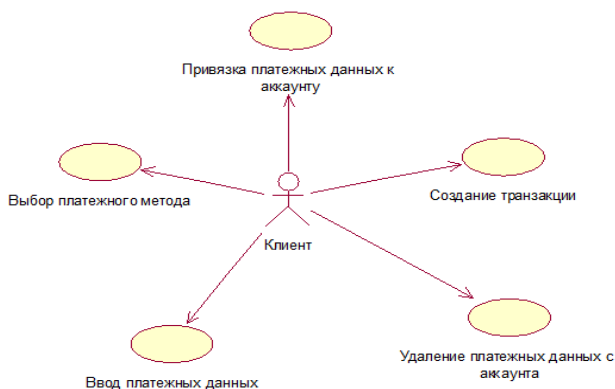 Привязка платежных данных к
аккаунту
Выбор платежного метода
Создание транзакции
Клиент
Ввод платежных данных
Удаление платежных данных с
аккаунта